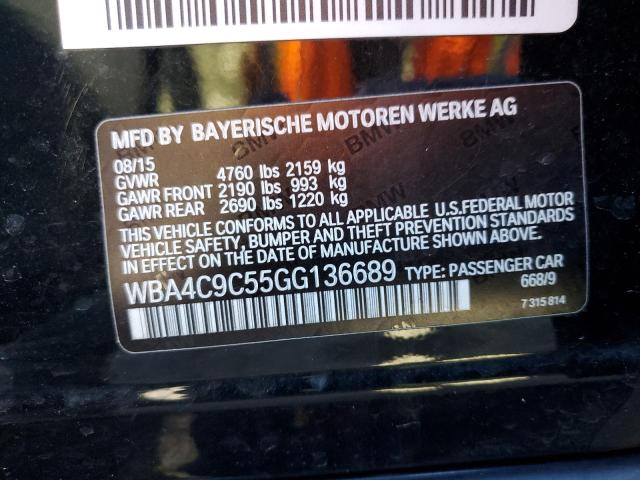 MFD BY BAYERISCHE MOTOREN WERKE AG
08/15
GVWR 4760 lbs 2159 kg
GAWR FRONT 2190 lbs 993 kg
GAWR REAR 2690 lbs 1220 kg
THIS VEHICLE CONFORMS TO ALL APPLICABLE U.S.FEDERAL MOTOR
VEHICLE SAFETY, BUMPER, AND THEFT PREVENTION STANDARDS
IN EFFECT ON THE DATE OF MANUFACTURE SHOWN ABOVE.
WBA4C9C55GG136689 TYPE: PASSENGER CAR
668/9
7 315 814